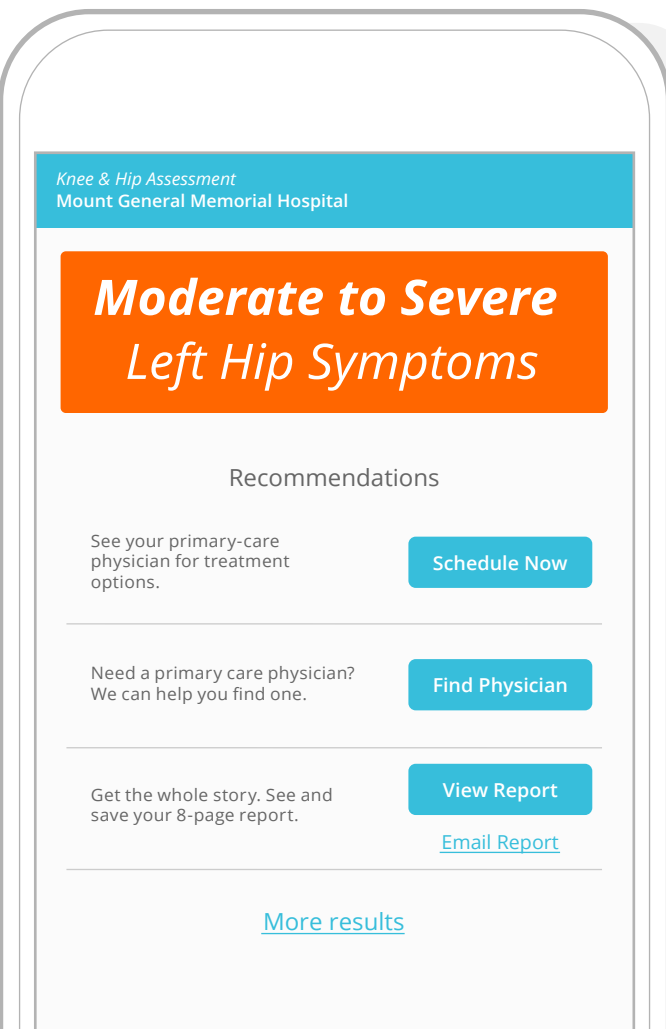 Knee & Hip Assessment
Mount General Memorial Hospital
Moderate to Severe
Left Hip Symptoms
Recommendations
See your primary-care
physician for treatment
options.
Schedule Now
Need a primary care physician?
We can help you find one.
Find Physician
Get the whole story. See and
save your 8-page report.
View Report
Email Report
More results